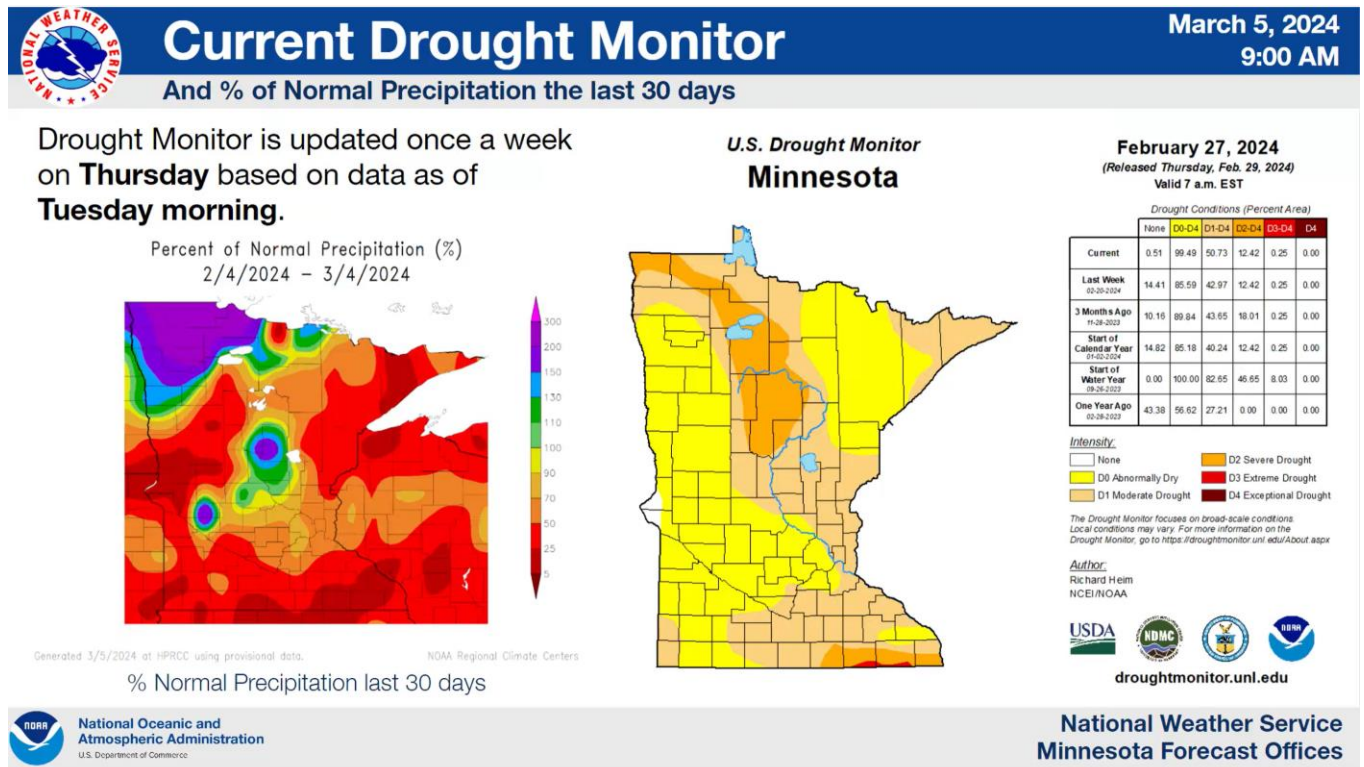 NATIONAL WEATHER SERVICE
Current Drought Monitor
March 5, 2024
9:00 AM
And % of Normal Precipitation the last 30 days
Drought Monitor is updated once a week
on Thursday based on data as of
Tuesday morning.
Percent of Normal Precipitation (%)
2/4/2024 – 3/4/2024
300
200
150
130
110
100
90
70
50
25
5
Generated 3/5/2024 at HPRCC using provisional data.
NOAA Regional Climate Centers
% Normal Precipitation last 30 days
U.S. Drought Monitor
Minnesota
February 27, 2024
(Released Thursday, Feb. 29, 2024)
Valid 7 a.m. EST
Drought Conditions (Percent Area)
None D0-D4 D1-D4 D2-D4 D3-D4 D4
Current 0.51 99.49 50.73 12.42 0.25 0.00
Last Week
02-20-2024 14.41 85.59 42.97 12.42 0.25 0.00
3 Months Ago
11-28-2023 10.16 89.84 43.65 18.01 0.25 0.00
Start of
Calendar Year
01-02-2024 14.82 85.18 40.24 12.42 0.25 0.00
Start of
Water Year
09-26-2023 0.00 100.00 82.65 46.65 8.03 0.00
One Year Ago
02-28-2023 43.38 56.62 27.21 0.00 0.00 0.00
Intensity:
None
D0 Abnormally Dry
D1 Moderate Drought
D2 Severe Drought
D3 Extreme Drought
D4 Exceptional Drought
The Drought Monitor focuses on broad-scale conditions.
Local conditions may vary. For more information on the
Drought Monitor, go to https://droughtmonitor.unl.edu/About.aspx
Author:
Richard Heim
NCEI/NOAA
USDA
NDMC
NOAA
droughtmonitor.unl.edu
NOAA
National Oceanic and
Atmospheric Administration
U.S. Department of Commerce
National Weather Service
Minnesota Forecast Offices